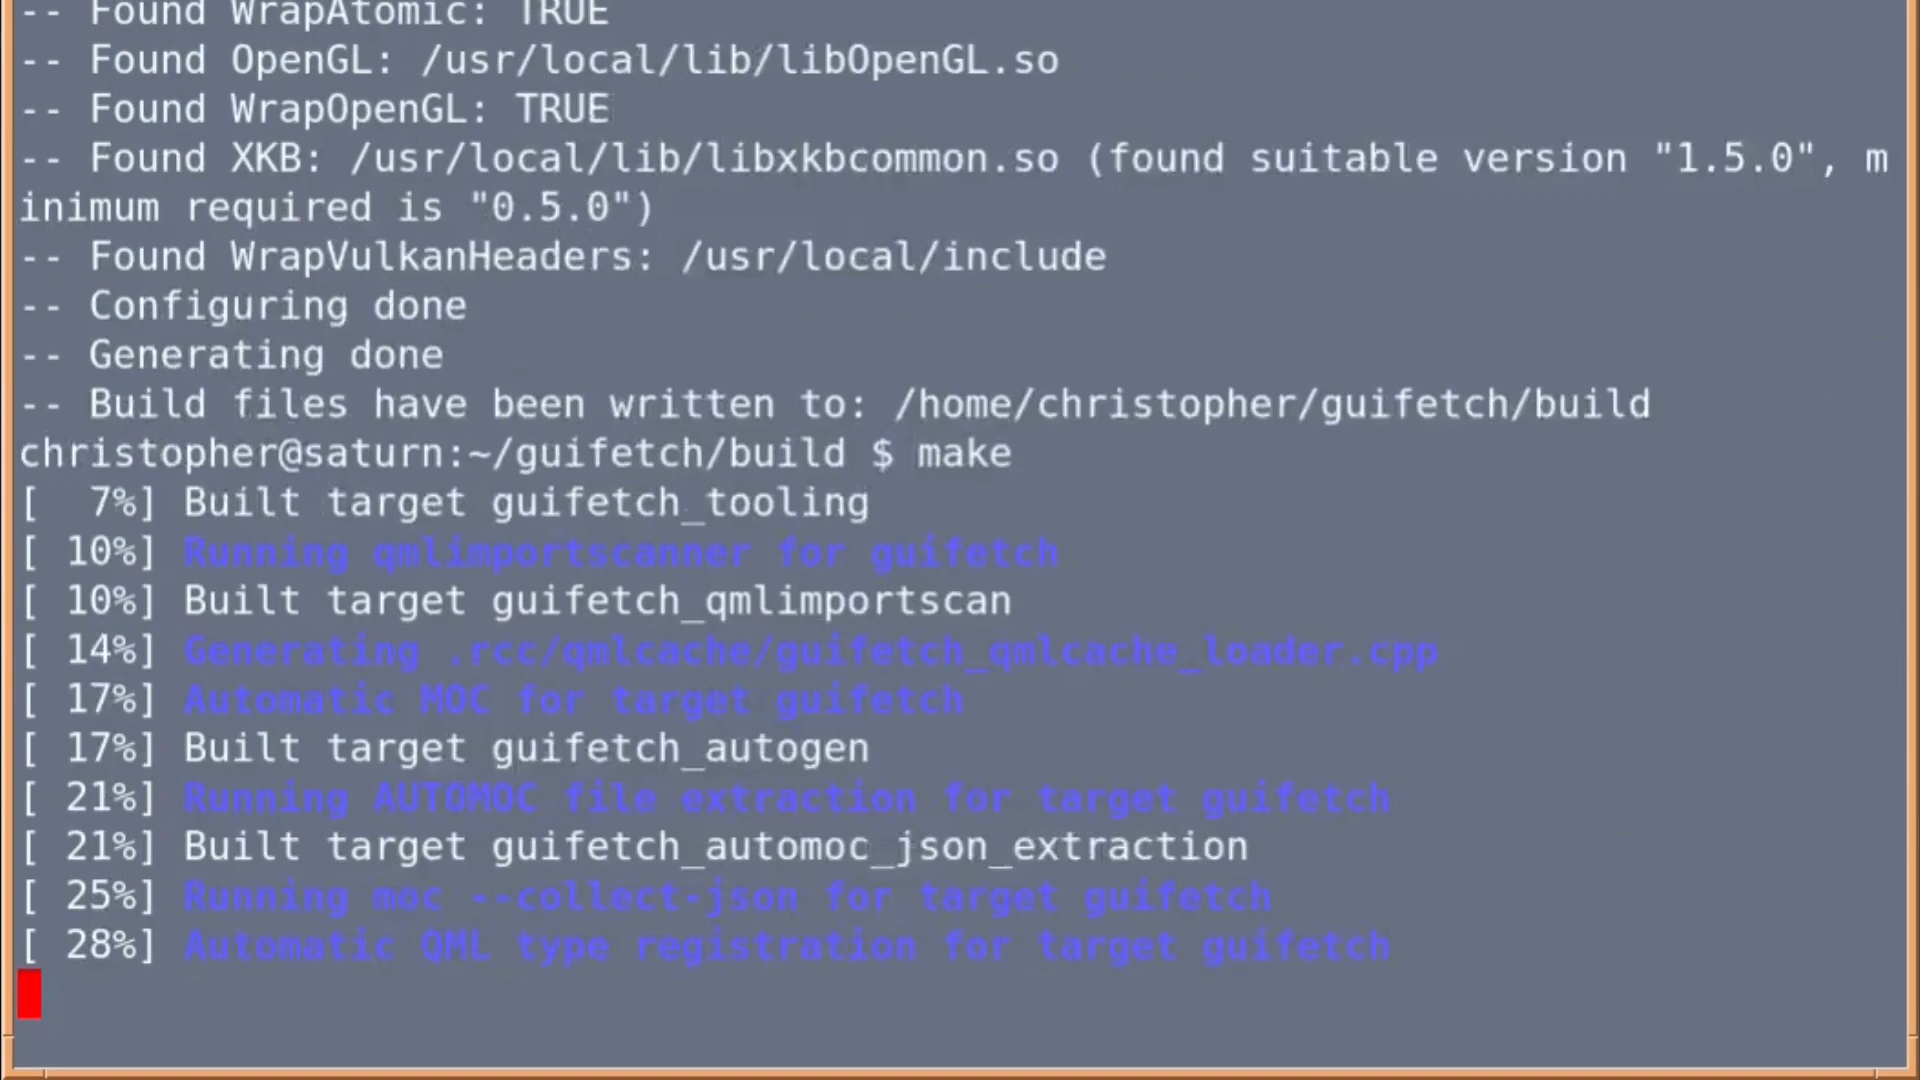 -- Found WrapAtomic: TRUE
-- Found OpenGL: /usr/local/lib/libOpenGL.so
-- Found WrapOpenGL: TRUE
-- Found XKB: /usr/local/lib/libxkbcommon.so (found suitable version "1.5.0", m
inimum required is "0.5.0")
-- Found WrapVulkanHeaders: /usr/local/include
-- Configuring done
-- Generating done
-- Build files have been written to: /home/christopher/guifetch/build
christopher@saturn:~/guifetch/build $ make
[  7%] Built target guifetch_tooling
[ 10%] Running qmlimportscanner for guifetch
[ 10%] Built target guifetch_qmlimportscan
[ 14%] Generating .rcc/qmlcache/guifetch_qmlcache_loader.cpp
[ 17%] Automatic MOC for target guifetch
[ 17%] Built target guifetch_autogen
[ 21%] Running AUTOMOC file extraction for target guifetch
[ 21%] Built target guifetch_automoc_json_extraction
[ 25%] Running moc --collect-json for target guifetch
[ 28%] Automatic QML type registration for target guifetch